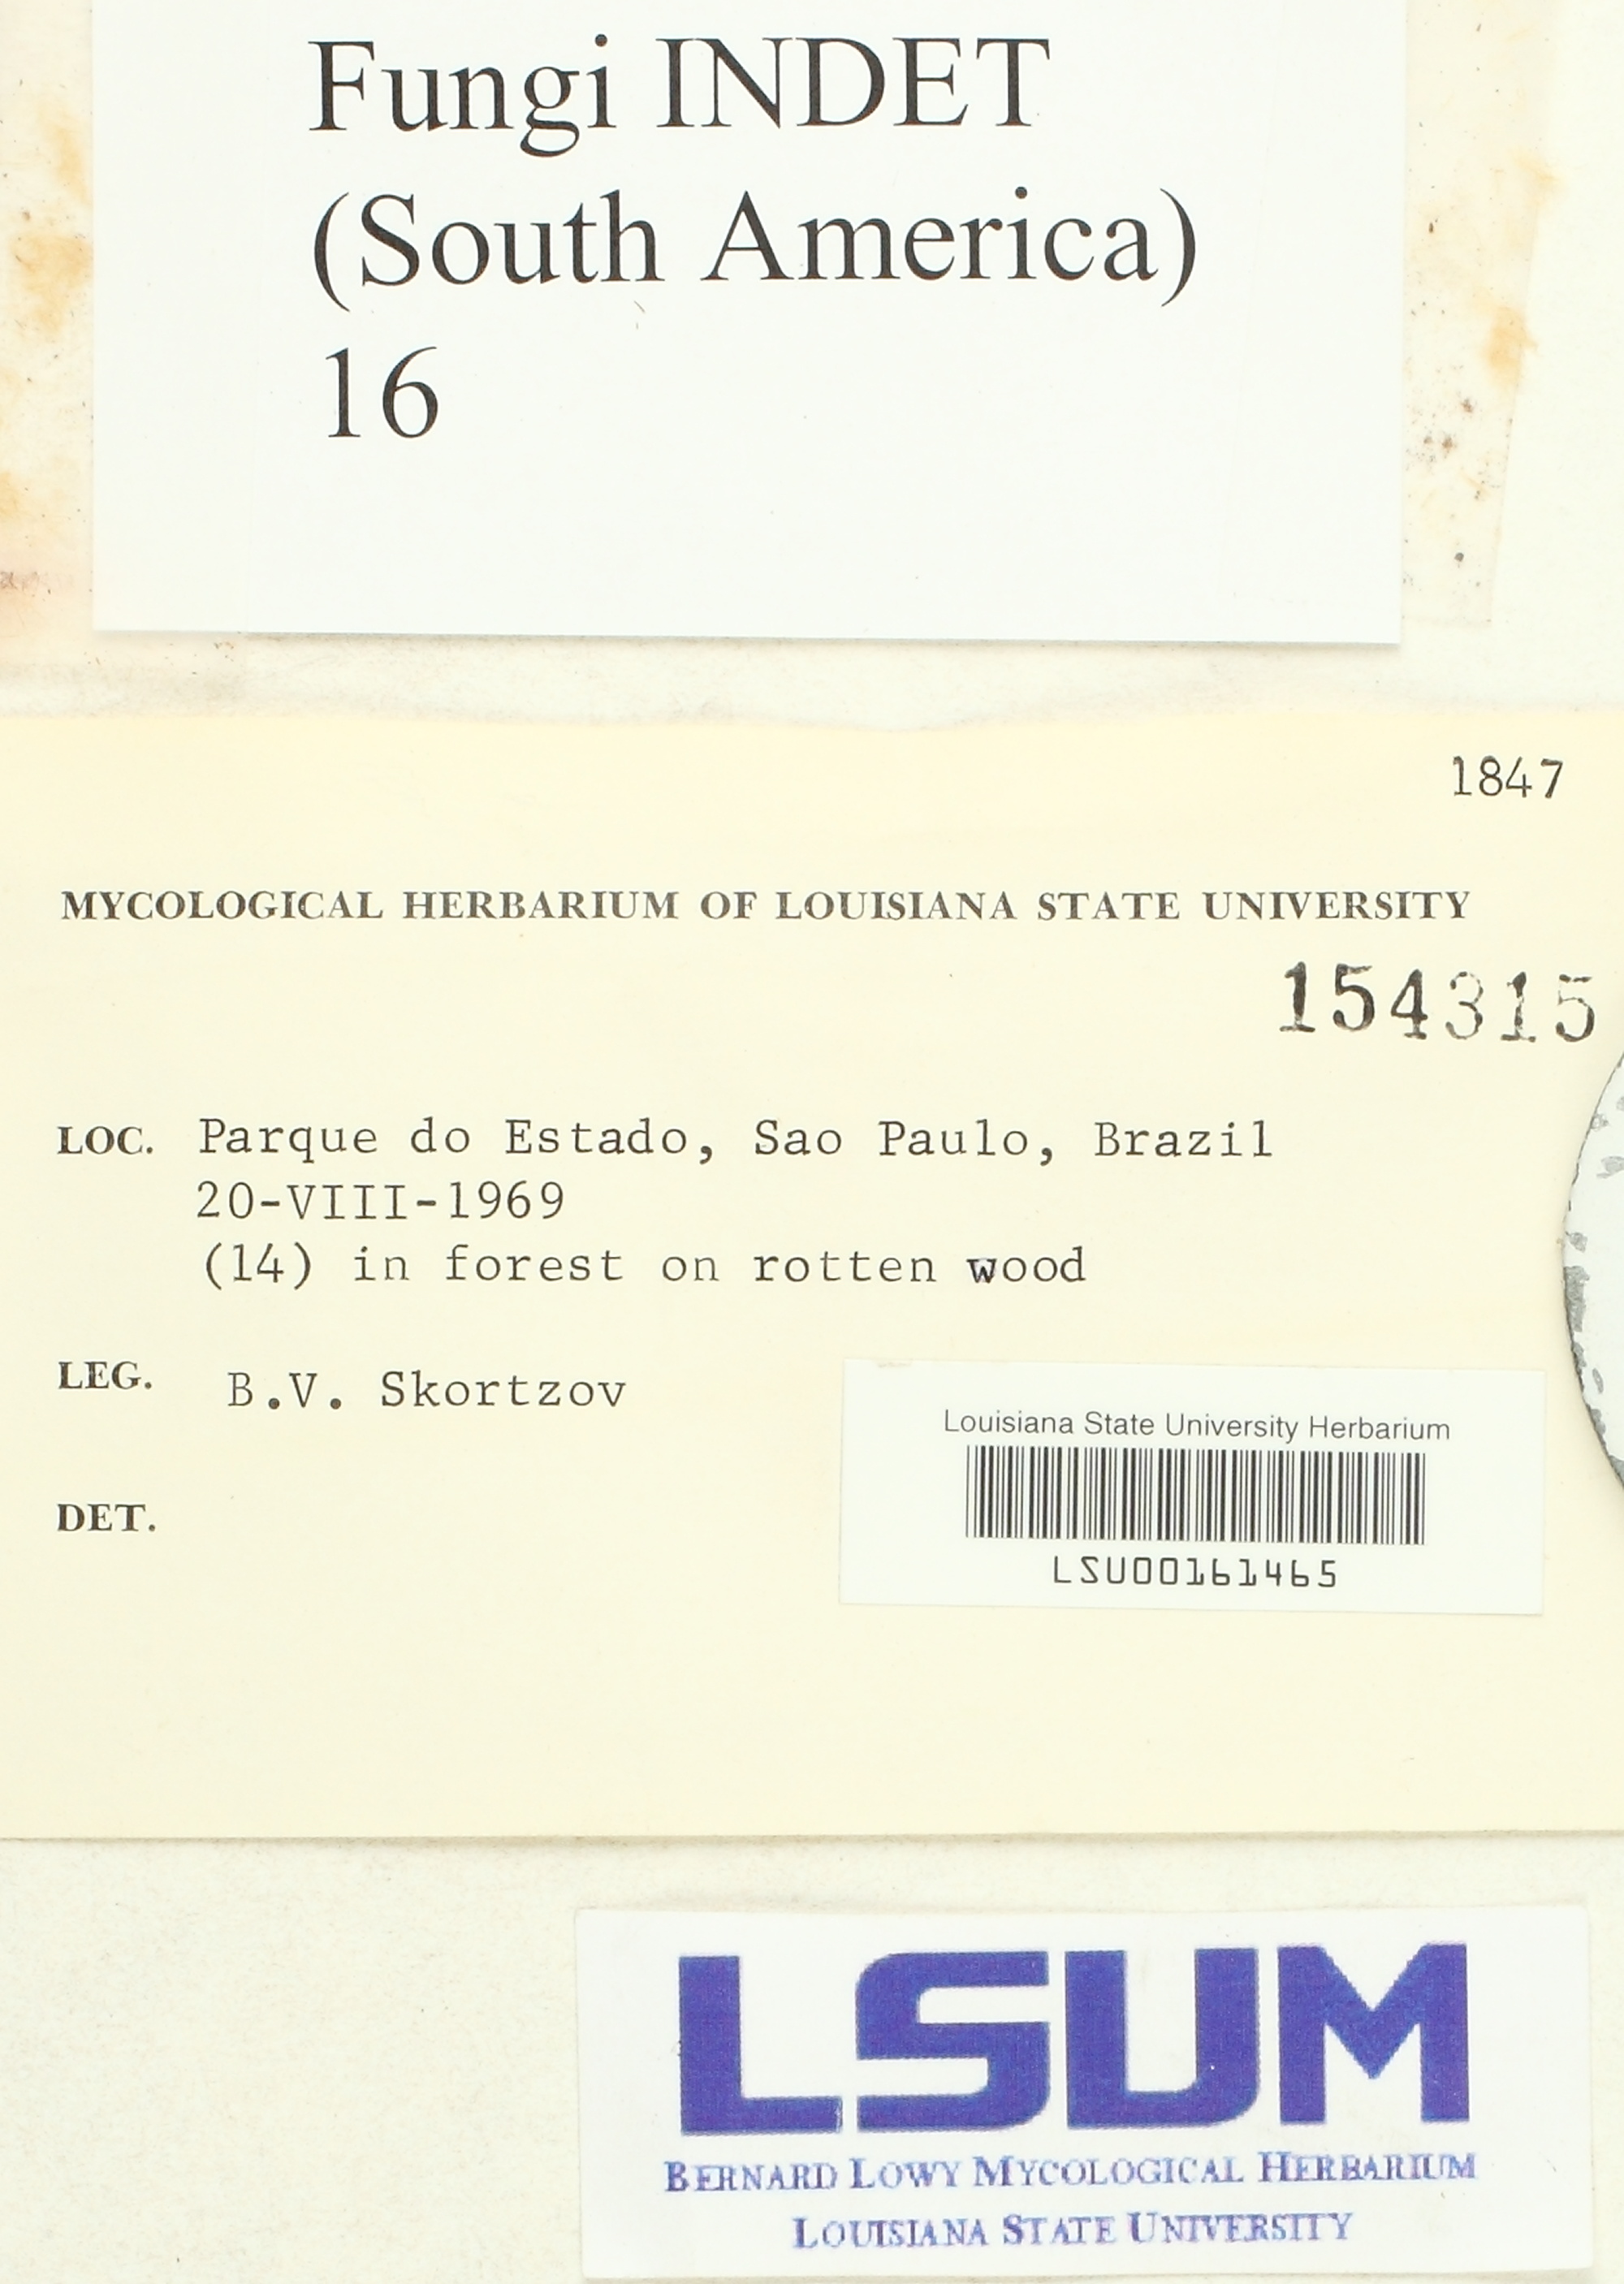 Fungi INDET
(South America)
16
1847
MYCOLOGICAL HERBARIUM OF LOUISIANA STATE UNIVERSITY
154315
LOC. Parque do Estado, Sao Paulo, Brazil
20-VIII-1969
(14) in forest on rotten wood
LEG. B.V. Skortzov
Louisiana State University Herbarium
LSU00161465
DET.
LSUM
BERNARD LOWY MYCOLOGICAL HERBARIUM
LOUISIANA STATE UNIVERSITY